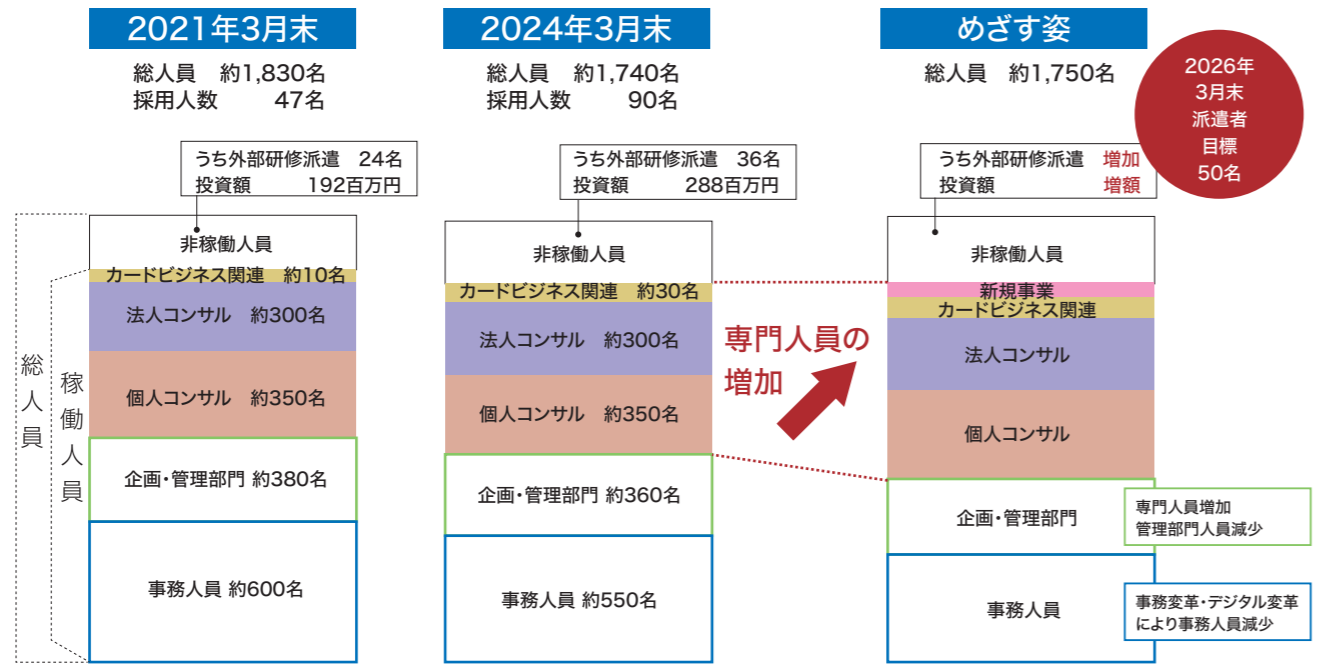 2021年3月末
総人員　約1,830名
採用人数　　47名
うち外部研修派遣　24名
投資額　　　192百万円
総人員
稼働人員
非稼働人員
カードビジネス関連　約10名
法人コンサル　約300名
個人コンサル　約350名
企画・管理部門 約380名
事務人員 約600名
2024年3月末
総人員　約1,740名
採用人数　　90名
うち外部研修派遣　36名
投資額　　　288百万円
非稼働人員
カードビジネス関連　約30名
法人コンサル　約300名
個人コンサル　約350名
企画・管理部門 約360名
事務人員 約550名
専門人員の
増加
めざす姿
総人員　約1,750名
2026年
3月末
派遣者
目標
50名
うち外部研修派遣　増加
投資額　　　増額
非稼働人員
新規事業
カードビジネス関連
法人コンサル
個人コンサル
企画・管理部門
専門人員増加
管理部門人員減少
事務人員
事務変革・デジタル変革
により事務人員減少